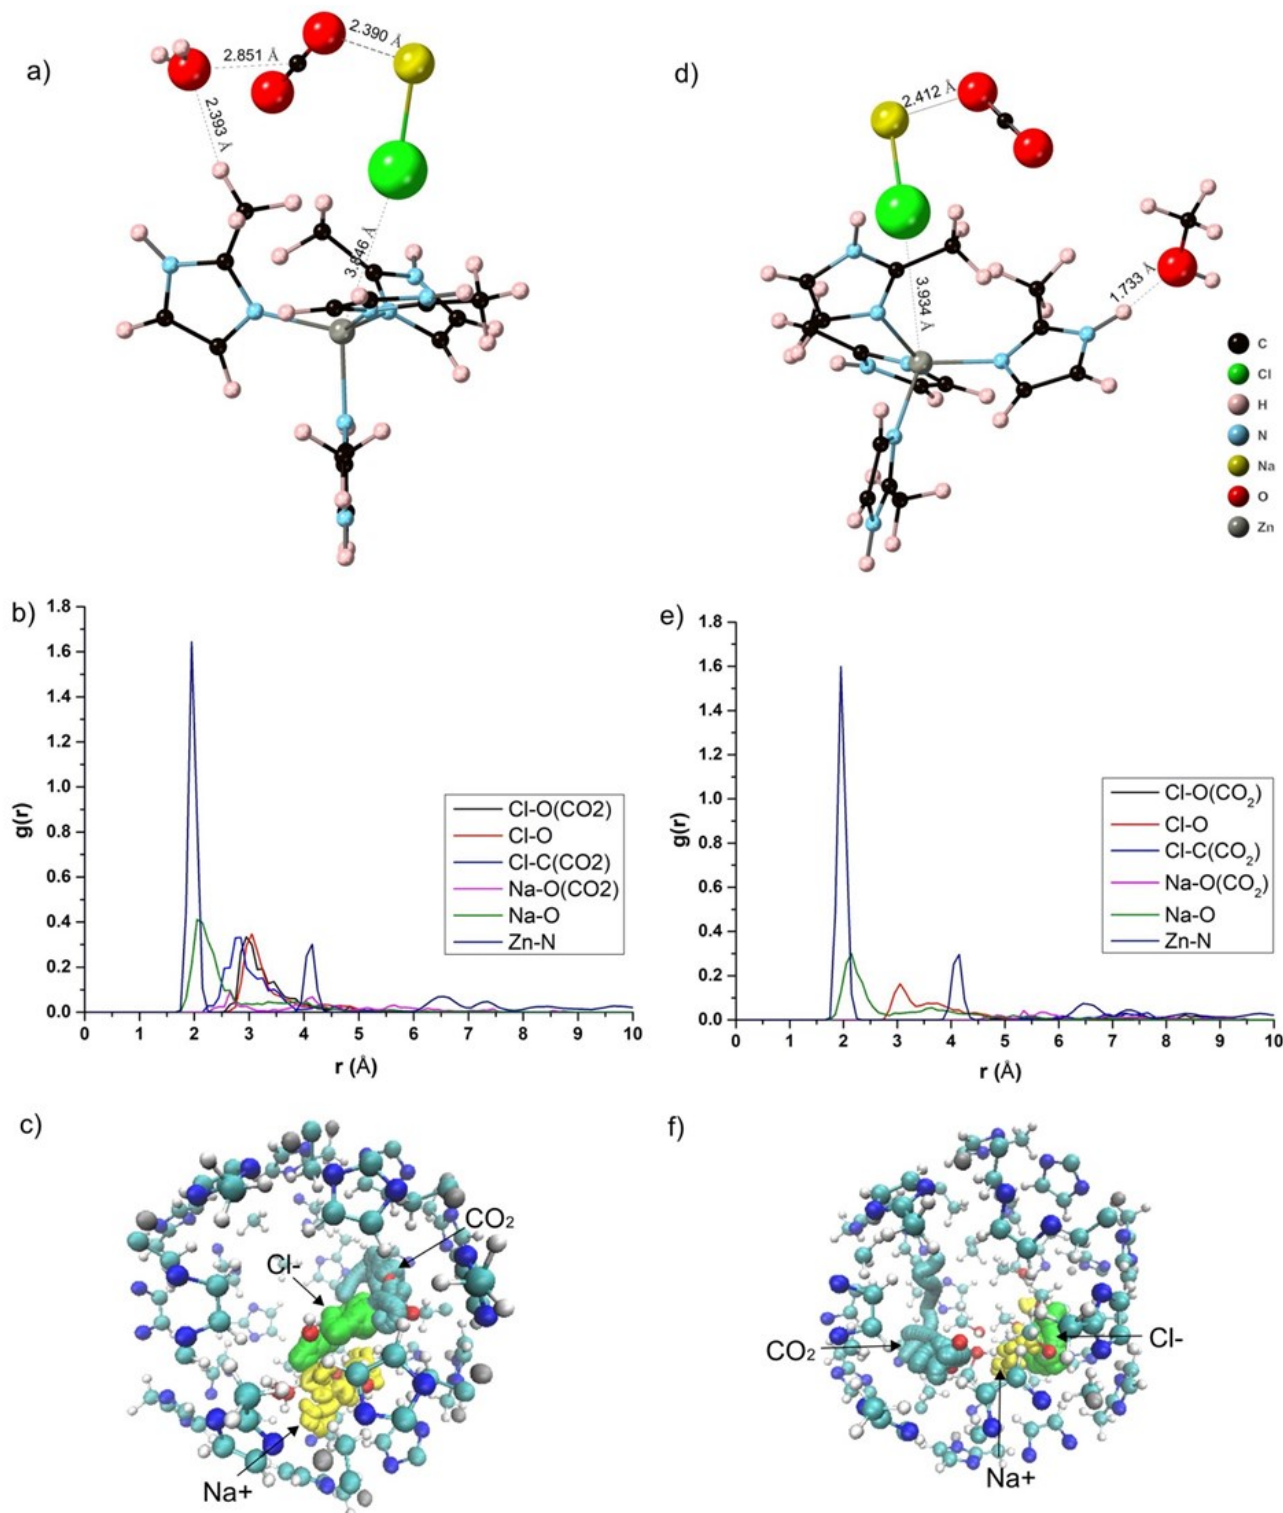 a)
2.851 Å
2.390 Å
2.393 Å
3.846 Å
d)
2.412 Å
3.934 Å
1.733 Å
C
Cl
H
N
Na
O
Zn
b)
1.8
1.6
1.4
1.2
1.0
0.8
0.6
0.4
0.2
0.0
g(r)
0 1 2 3 4 5 6 7 8 9 10
r (Å)
Cl-O(CO2)
Cl-O
Cl-C(CO2)
Na-O(CO2)
Na-O
Zn-N
e)
1.8
1.6
1.4
1.2
1.0
0.8
0.6
0.4
0.2
0.0
g(r)
0 1 2 3 4 5 6 7 8 9 10
r (Å)
Cl-O(CO₂)
Cl-O
Cl-C(CO₂)
Na-O(CO₂)
Na-O
Zn-N
c)
CO₂
Cl-
Na+
f)
CO₂
Cl-
Na+